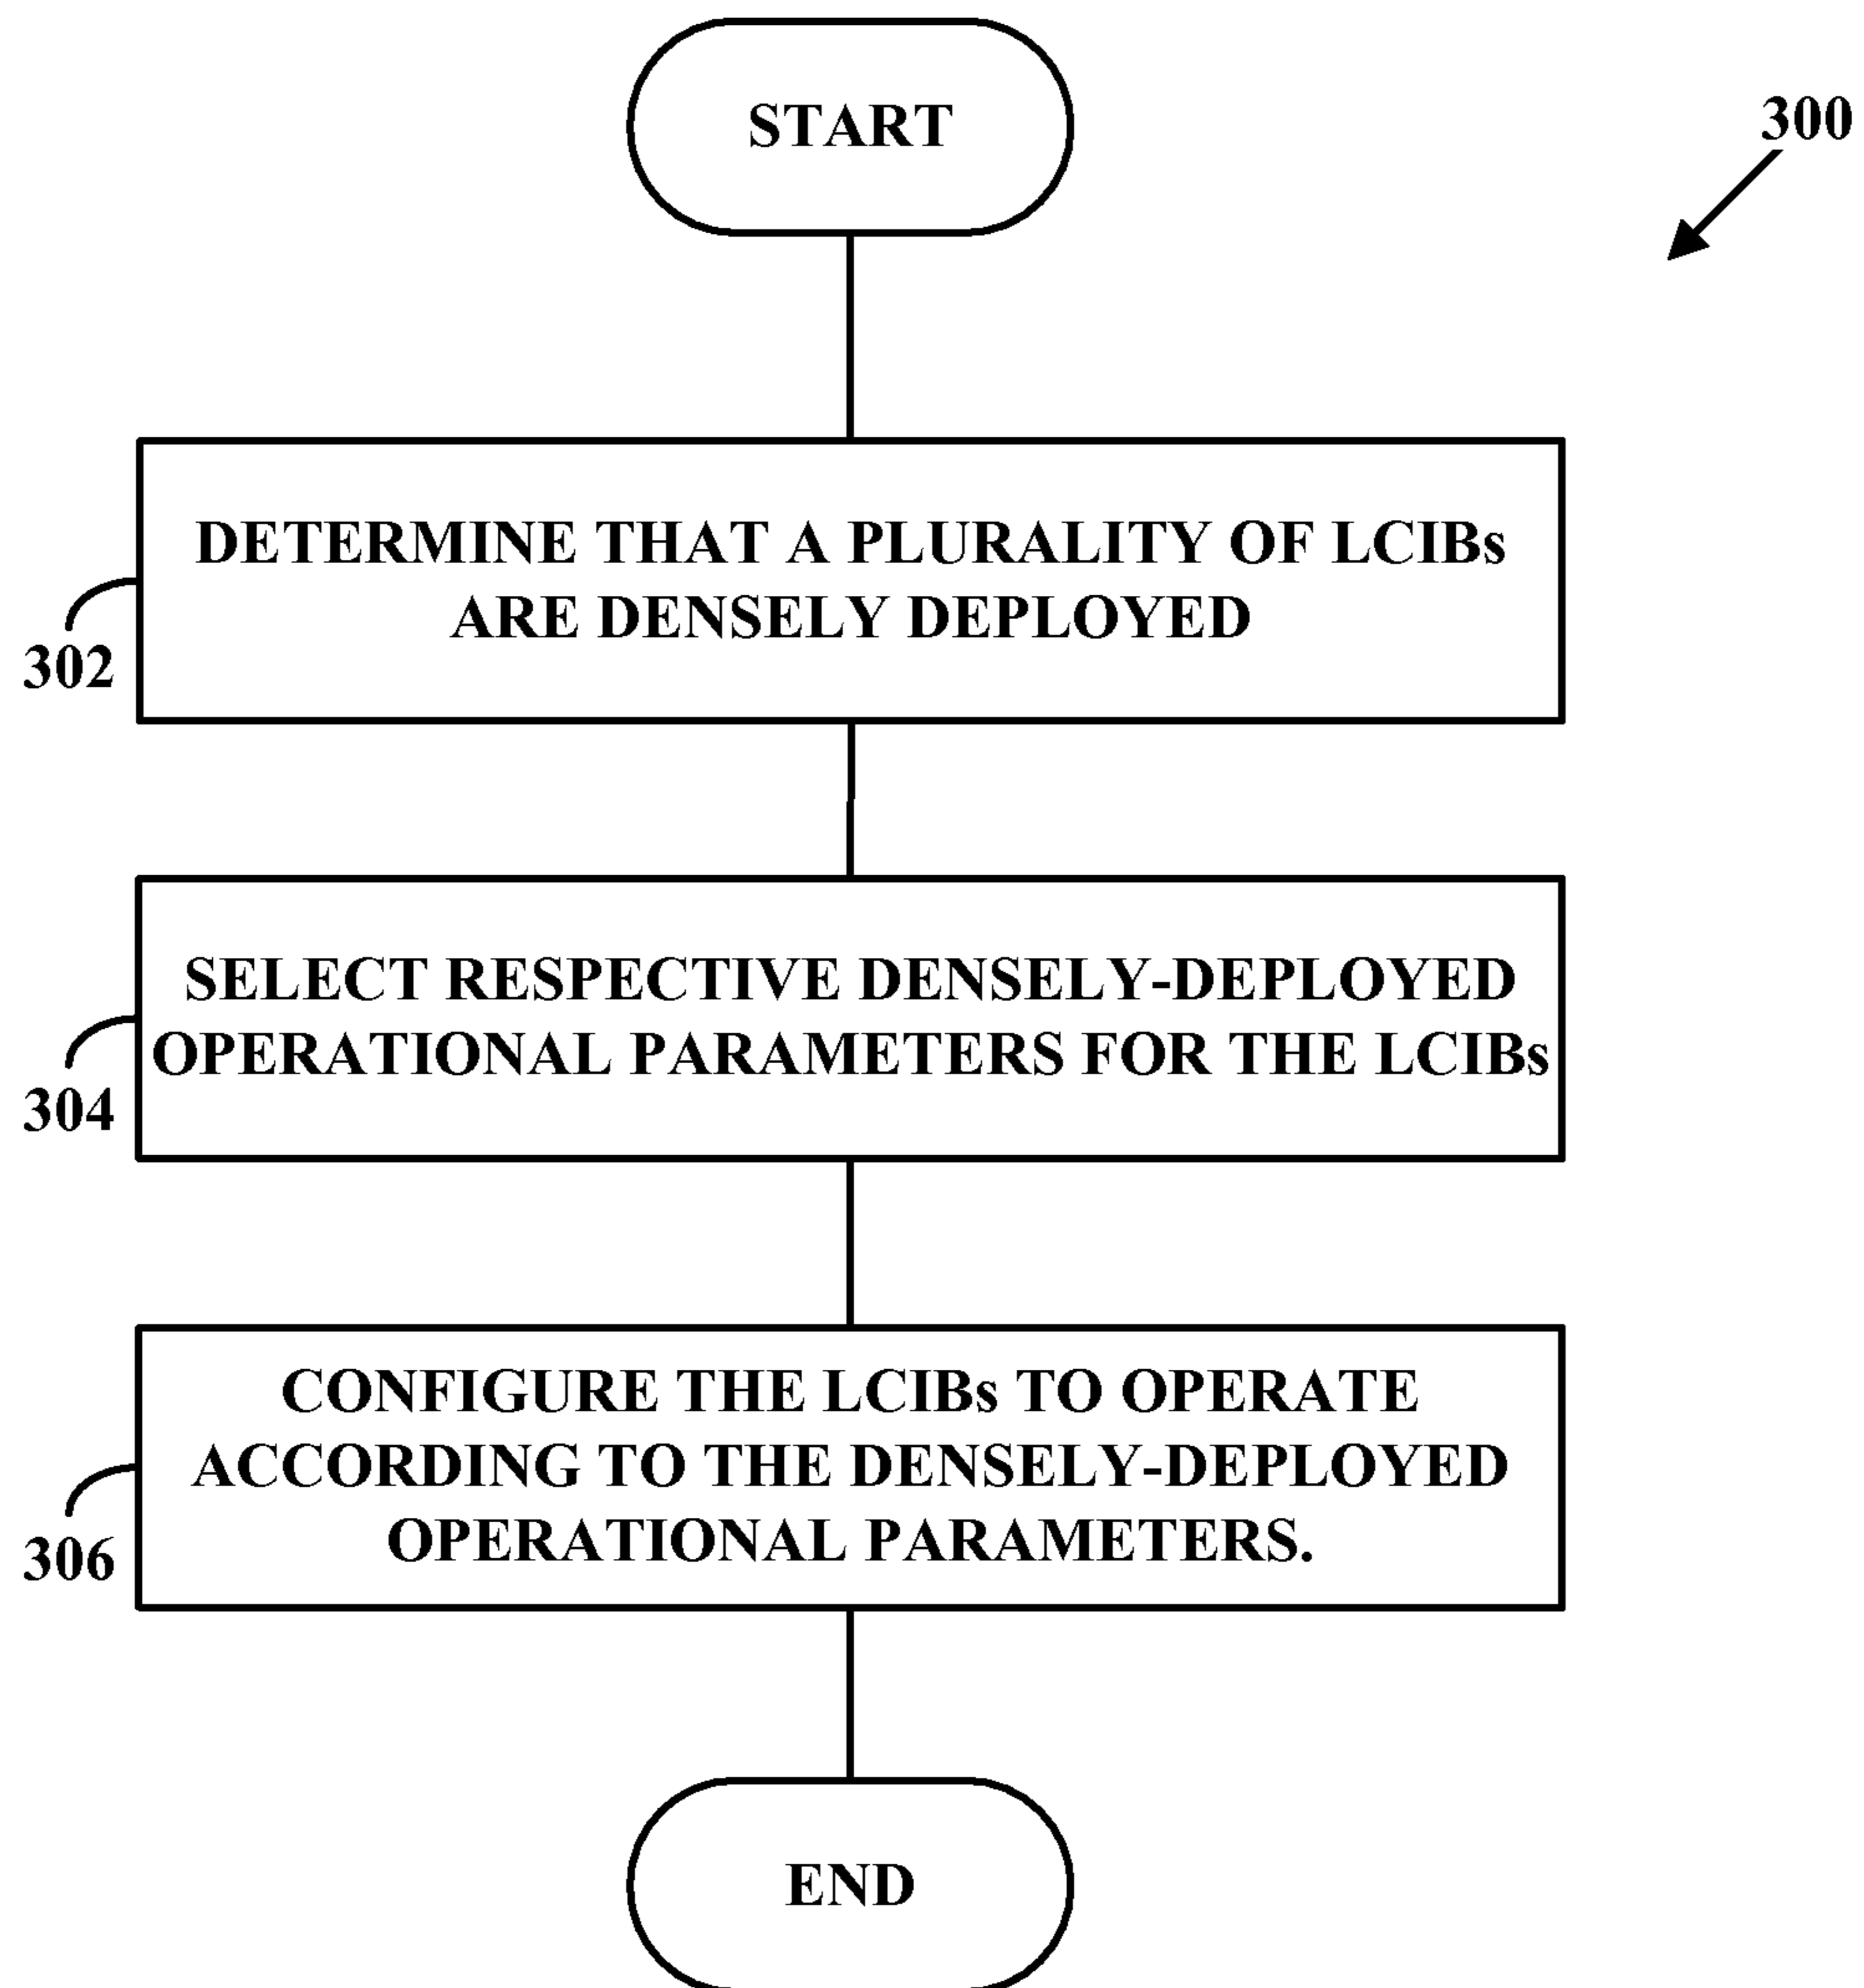 START
300
DETERMINE THAT A PLURALITY OF LCIBs
ARE DENSELY DEPLOYED
302
SELECT RESPECTIVE DENSELY-DEPLOYED
OPERATIONAL PARAMETERS FOR THE LCIBs
304
CONFIGURE THE LCIBs TO OPERATE
ACCORDING TO THE DENSELY-DEPLOYED
OPERATIONAL PARAMETERS.
306
END